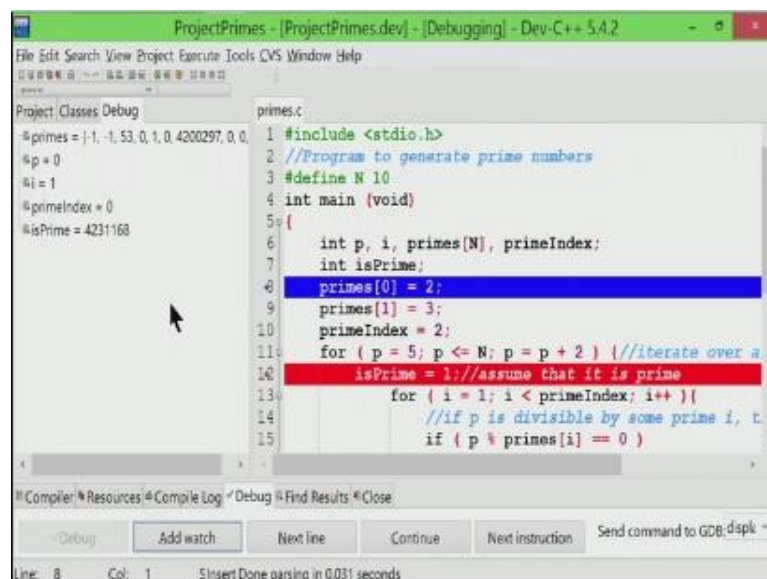 ProjectPrimes - [ProjectPrimes.dev] - [Debugging] - Dev-C++ 5.4.2
File Edit Search View Project Execute Tools CVS Window Help
Project Classes Debug
primes.c
primes = {-1, -1, 53, 0, 1, 0, 4200297, 0, 0,
p = 0
i = 1
primeIndex = 0
isPrime = 4231168
1 #include <stdio.h>
2 //Program to generate prime numbers
3 #define N 10
4 int main (void)
5 {
6 int p, i, primes[N], primeIndex;
7 int isPrime;
8 primes[0] = 2;
9 primes[1] = 3;
10 primeIndex = 2;
11 for ( p = 5; p <= N; p = p + 2 ) {//iterate over a
12 isPrime = 1;//assume that it is prime
13 for ( i = 1; i < primeIndex; i++ ){
14 //if p is divisible by some prime i, t
15 if ( p % primes[i] == 0 )
Compiler Resources Compile Log Debug Find Results Close
Debug Add watch Next line Continue Next instruction Send command to GDB: displ
Line: 8 Col: 1 Insert Done parsing in 0.031 seconds